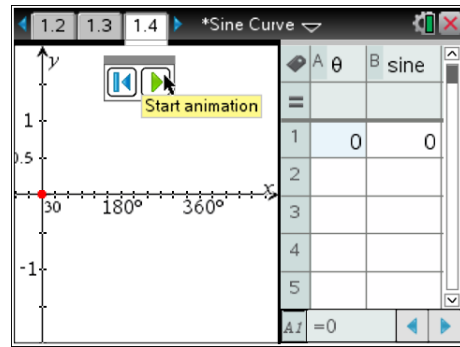 1.2 1.3 1.4 *Sine Curve
y
Start animation
1
0.5
x
30 180° 360°
-1
A θ B sine
=
1 0 0
2
3
4
5
A1 =0